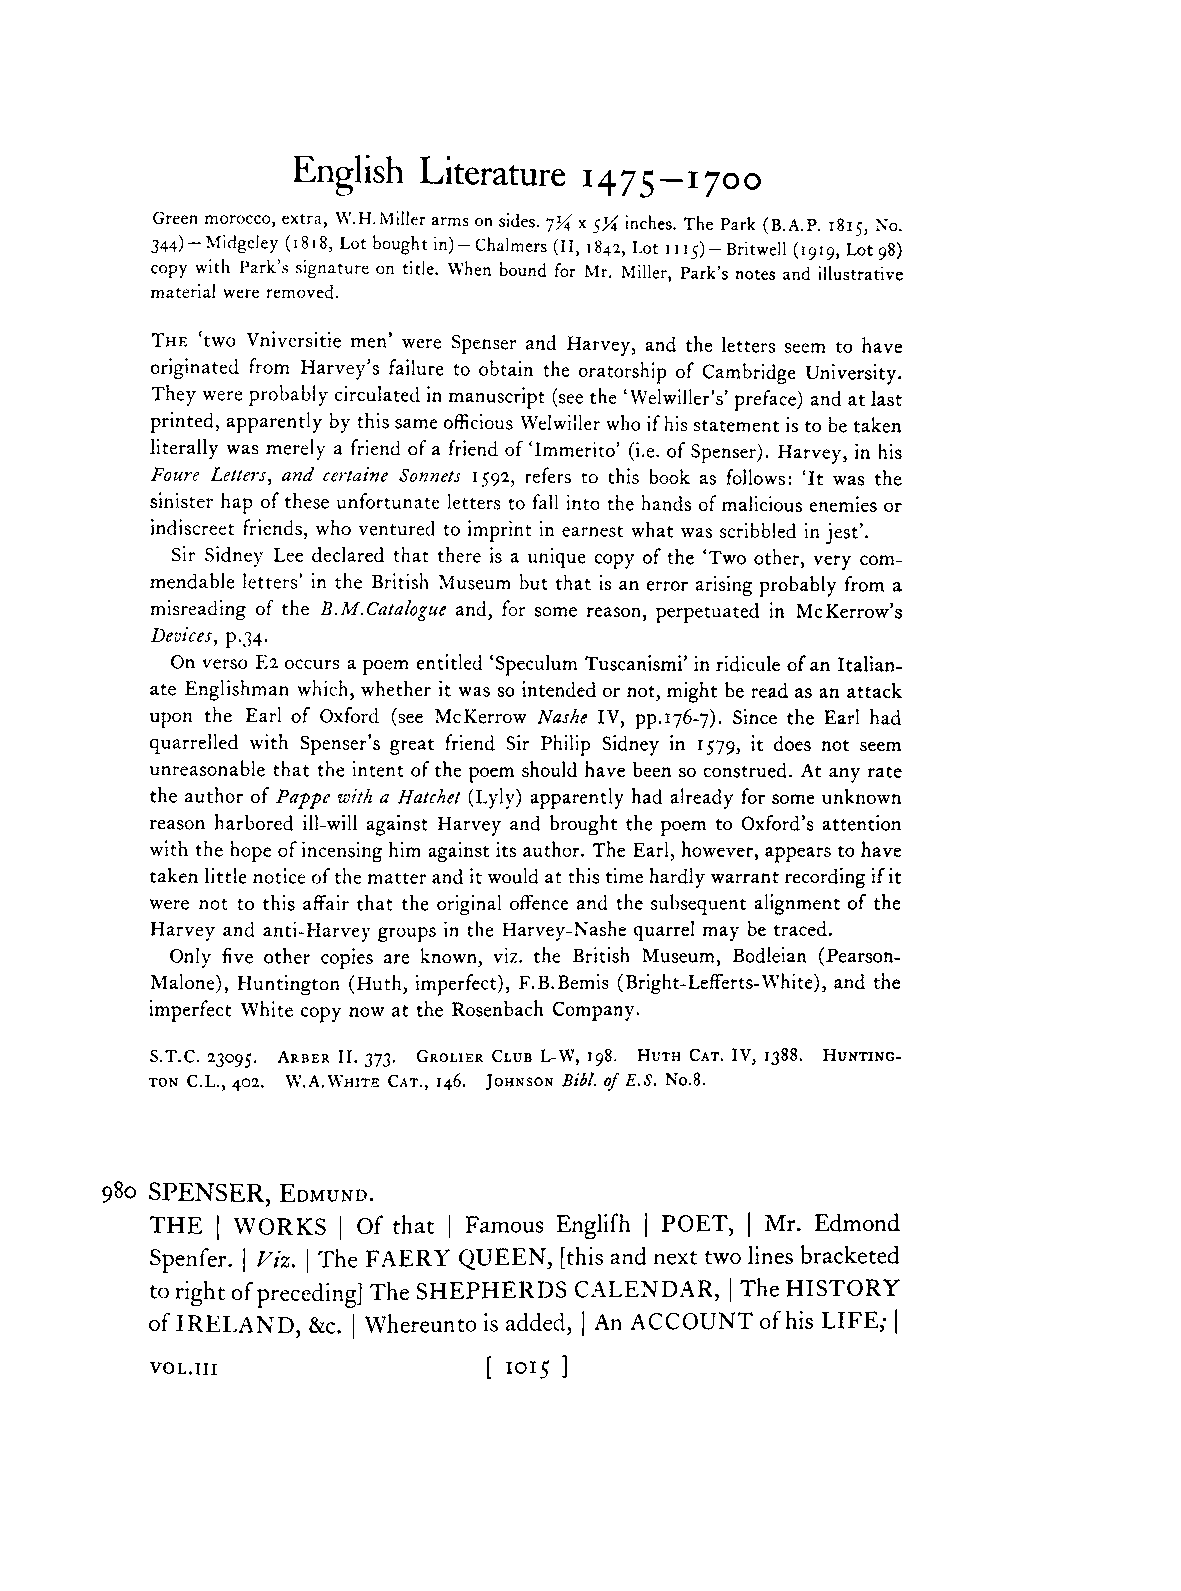 English Literature 1475–1700
Green morocco, extra, W.H.Miller arms on sides. 7¼ x 5¼ inches. The Park (B.A.P. 1815, No.
344)—Midgeley (1818, Lot bought in)—Chalmers (II, 1842, Lot 1115)—Britwell (1919, Lot 98)
copy with Park's signature on title. When bound for Mr. Miller, Park's notes and illustrative
material were removed.
THE ‘two Vniversitie men’ were Spenser and Harvey, and the letters seem to have
originated from Harvey's failure to obtain the oratorship of Cambridge University.
They were probably circulated in manuscript (see the ‘Welwiller's’ preface) and at last
printed, apparently by this same officious Welwiller who if his statement is to be taken
literally was merely a friend of a friend of ‘Immerito’ (i.e. of Spenser). Harvey, in his
Foure Letters, and certaine Sonnets 1592, refers to this book as follows: ‘It was the
sinister hap of these unfortunate letters to fall into the hands of malicious enemies or
indiscreet friends, who ventured to imprint in earnest what was scribbled in jest’.
Sir Sidney Lee declared that there is a unique copy of the ‘Two other, very com-
mendable letters’ in the British Museum but that is an error arising probably from a
misreading of the B.M.Catalogue and, for some reason, perpetuated in McKerrow's
Devices, p.34.
On verso E2 occurs a poem entitled ‘Speculum Tuscanismi’ in ridicule of an Italian-
ate Englishman which, whether it was so intended or not, might be read as an attack
upon the Earl of Oxford (see McKerrow Nashe IV, pp.176-7). Since the Earl had
quarrelled with Spenser's great friend Sir Philip Sidney in 1579, it does not seem
unreasonable that the intent of the poem should have been so construed. At any rate
the author of Pappe with a Hatchet (Lyly) apparently had already for some unknown
reason harbored ill-will against Harvey and brought the poem to Oxford's attention
with the hope of incensing him against its author. The Earl, however, appears to have
taken little notice of the matter and it would at this time hardly warrant recording if it
were not to this affair that the original offence and the subsequent alignment of the
Harvey and anti-Harvey groups in the Harvey-Nashe quarrel may be traced.
Only five other copies are known, viz. the British Museum, Bodleian (Pearson-
Malone), Huntington (Huth, imperfect), F.B.Bemis (Bright-Lefferts-White), and the
imperfect White copy now at the Rosenbach Company.
S.T.C. 23095. ARBER II. 373. GROLIER CLUB L-W, 198. HUTH CAT. IV, 1388. HUNTING-
TON C.L., 402. W.A.WHITE CAT., 146. JOHNSON Bibl. of E.S. No.8.
980 SPENSER, EDMUND.
THE | WORKS | Of that | Famous Engliſh | POET, | Mr. Edmond
Spenſer. | Viz. | The FAERY QUEEN, [this and next two lines bracketed
to right of preceding] The SHEPHERDS CALENDAR, | The HISTORY
of IRELAND, &c. | Whereunto is added, | An ACCOUNT of his LIFE; |
VOL.III [ 1015 ]